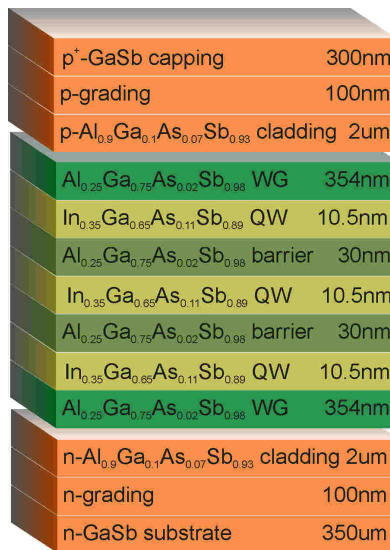 p⁺-GaSb capping 300nm
p-grading 100nm
p-Al₀.₉Ga₀.₁As₀.₀₇Sb₀.₉₃ cladding 2um
Al₀.₂₅Ga₀.₇₅As₀.₀₂Sb₀.₉₈ WG 354nm
In₀.₃₅Ga₀.₆₅As₀.₁₁Sb₀.₈₉ QW 10.5nm
Al₀.₂₅Ga₀.₇₅As₀.₀₂Sb₀.₉₈ barrier 30nm
In₀.₃₅Ga₀.₆₅As₀.₁₁Sb₀.₈₉ QW 10.5nm
Al₀.₂₅Ga₀.₇₅As₀.₀₂Sb₀.₉₈ barrier 30nm
In₀.₃₅Ga₀.₆₅As₀.₁₁Sb₀.₈₉ QW 10.5nm
Al₀.₂₅Ga₀.₇₅As₀.₀₂Sb₀.₉₈ WG 354nm
n-Al₀.₉Ga₀.₁As₀.₀₇Sb₀.₉₃ cladding 2um
n-grading 100nm
n-GaSb substrate 350um